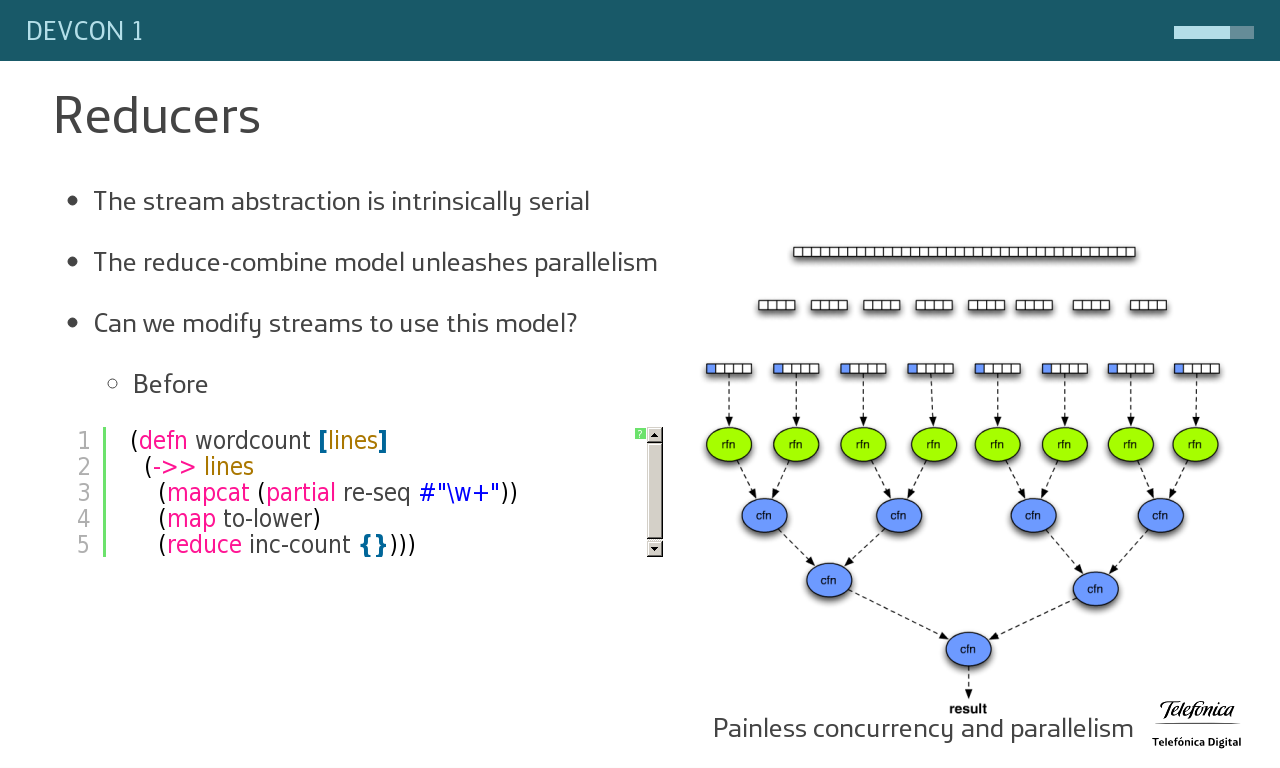 DEVCON 1
Reducers
The stream abstraction is intrinsically serial
The reduce-combine model unleashes parallelism
Can we modify streams to use this model?
Before
1 (defn wordcount [lines]
2 (->> lines
3 (mapcat (partial re-seq #"\w+"))
4 (map to-lower)
5 (reduce inc-count {})))
?
rfn rfn rfn rfn rfn rfn rfn rfn
cfn cfn cfn cfn
cfn cfn
cfn
result
Painless concurrency and parallelism
Telefónica
Telefónica Digital